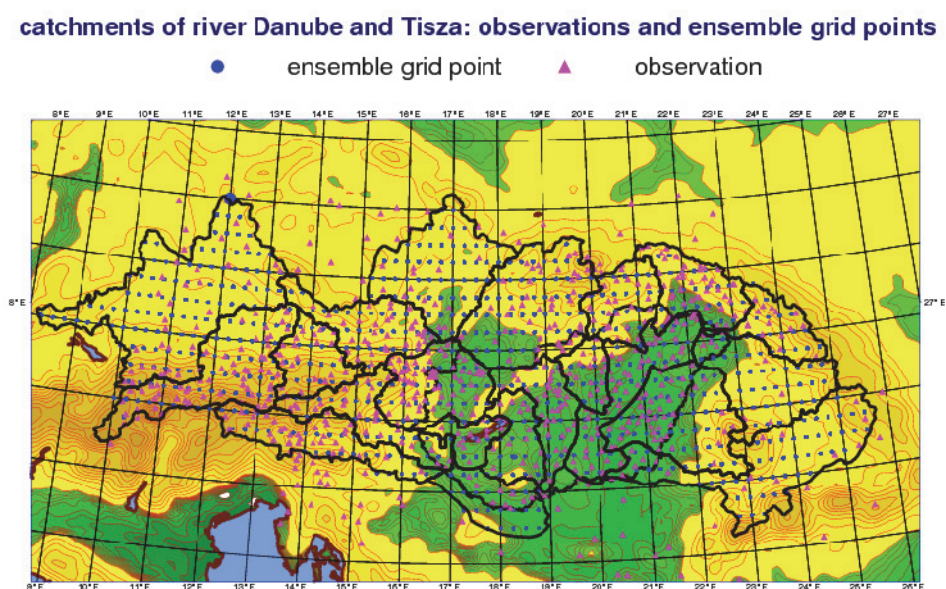 catchments of river Danube and Tisza: observations and ensemble grid points
ensemble grid point observation
8°E 9°E 10°E 11°E 12°E 13°E 14°E 15°E 16°E 17°E 18°E 19°E 20°E 21°E 22°E 23°E 24°E 25°E 26°E 27°E
8°E 27°E
9°E 10°E 11°E 12°E 13°E 14°E 15°E 16°E 17°E 18°E 19°E 20°E 21°E 22°E 23°E 24°E 25°E 26°E